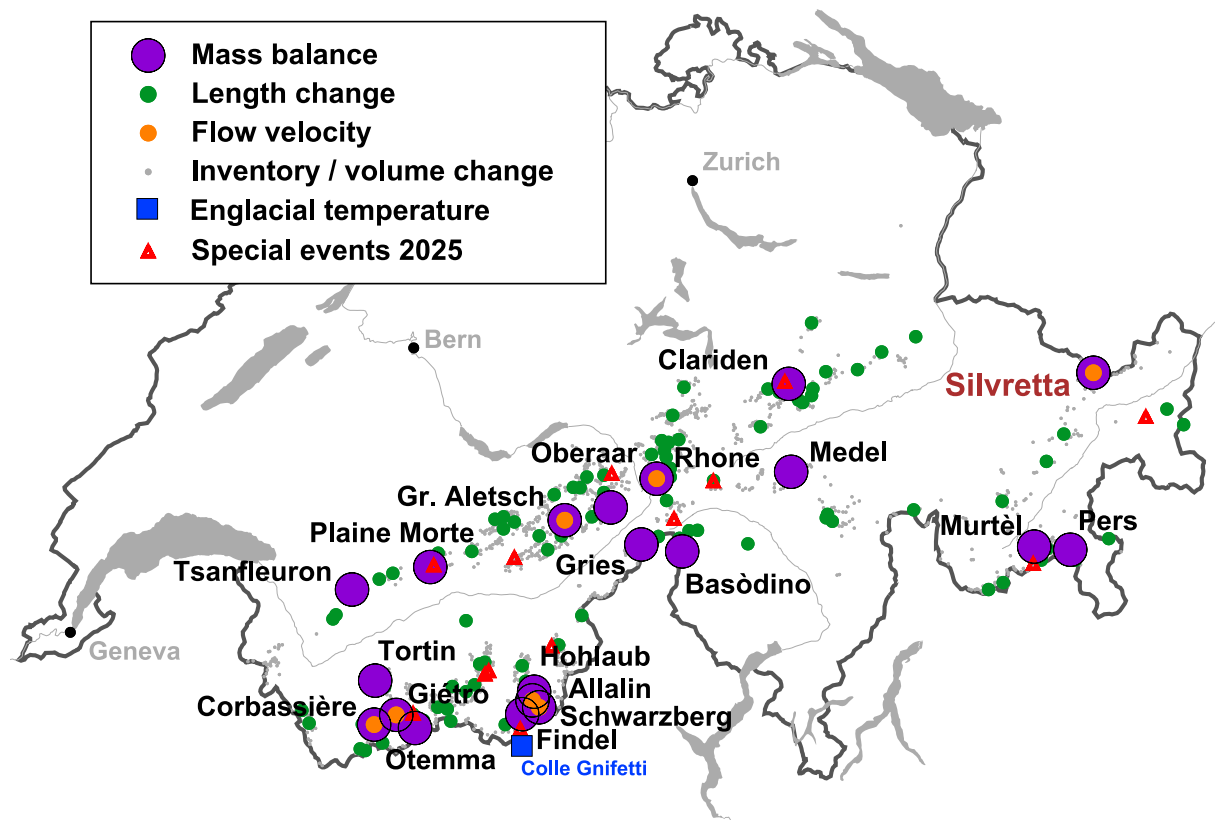 Mass balance
Length change
Flow velocity
Inventory / volume change
Englacial temperature
Special events 2025
Zurich
Bern
Clariden
Silvretta
Oberaar
Rhone
Medel
Gr. Aletsch
Plaine Morte
Murtèl
Pers
Tsanfleuron
Gries
Basòdino
Geneva
Tortin
Hohlaub
Giétro
Allalin
Corbassière
Schwarzberg
Findel
Otemma
Colle Gnifetti